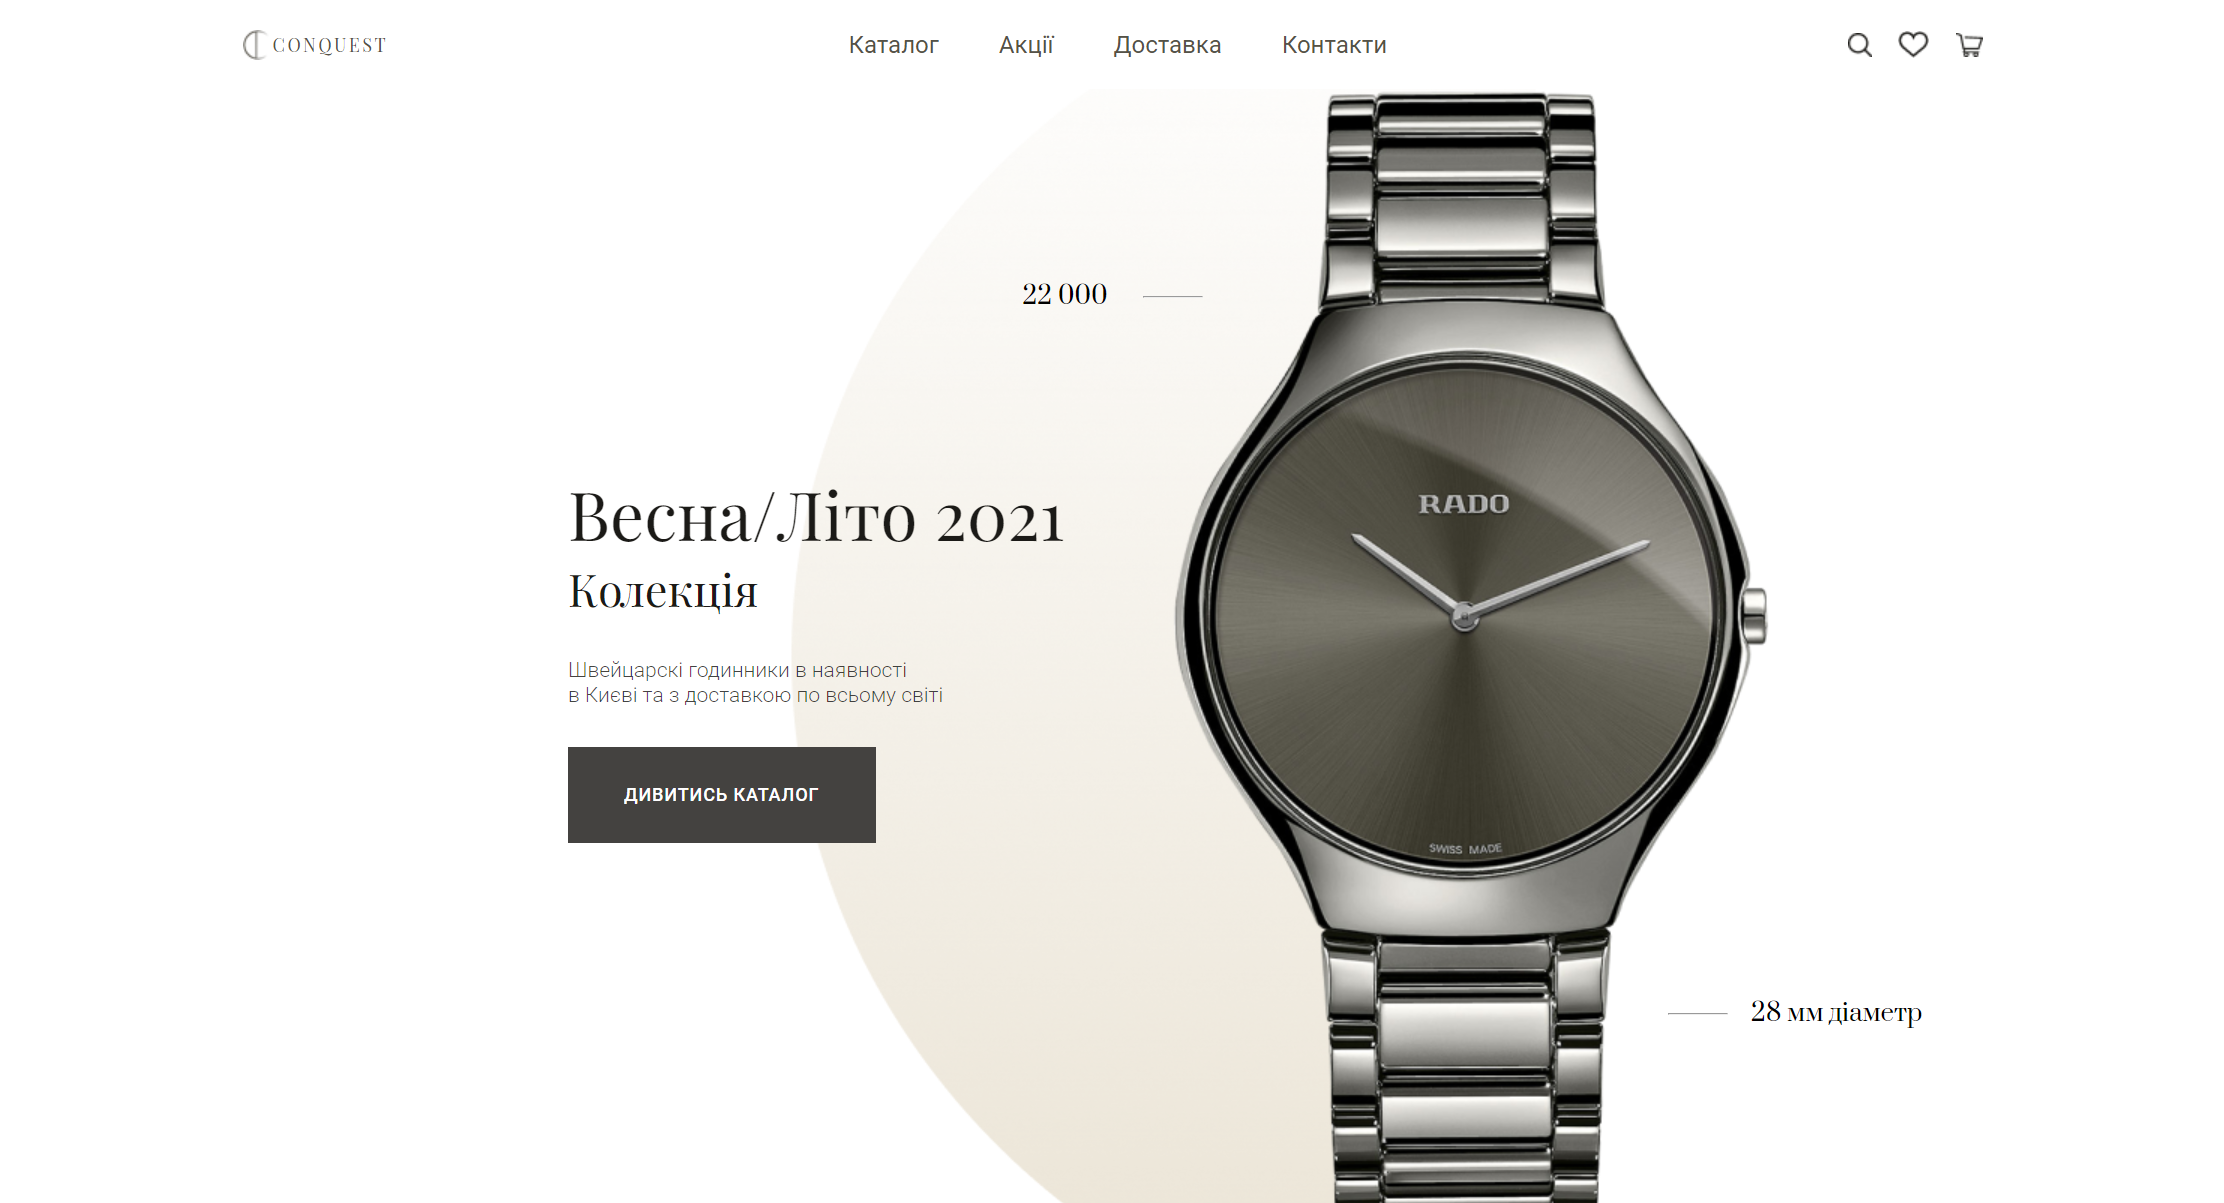 CONQUEST
Каталог
Акції
Доставка
Контакти
22 000
RADO
Весна/Літо 2021
Колекція
Швейцарскі годинники в наявності
в Києві та з доставкою по всьому світі
ДИВИТИСЬ КАТАЛОГ
SWISS MADE
28 мм діаметр